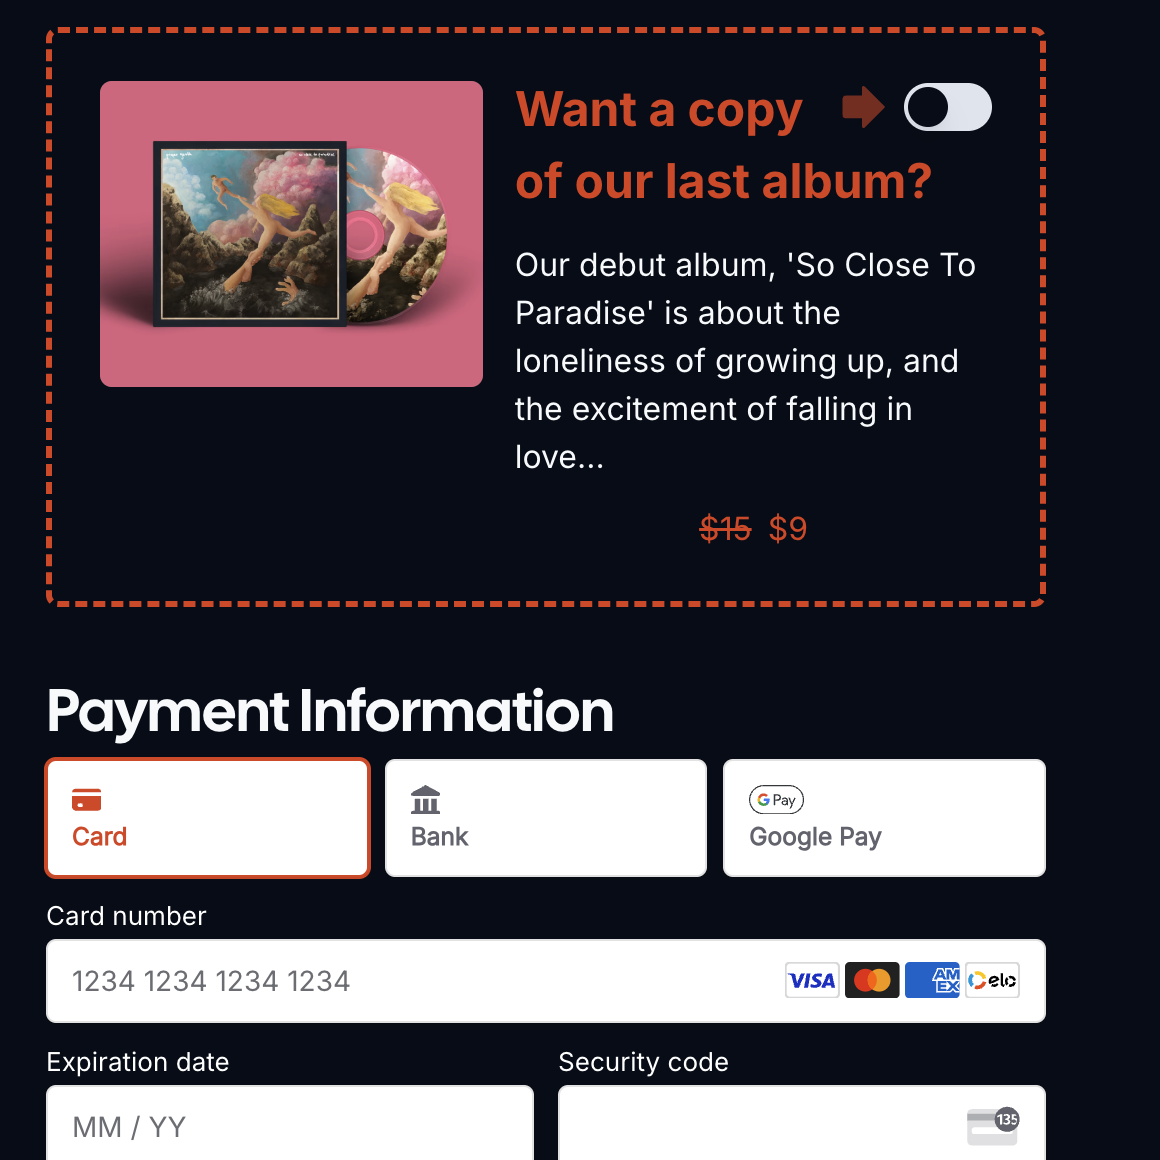 Want a copy
of our last album?
Our debut album, 'So Close To
Paradise' is about the
loneliness of growing up, and
the excitement of falling in
love...
$15 $9
Payment Information
Card
Bank
G Pay
Google Pay
Card number
1234 1234 1234 1234
VISA
AM
EX
elo
Expiration date
Security code
MM / YY
135